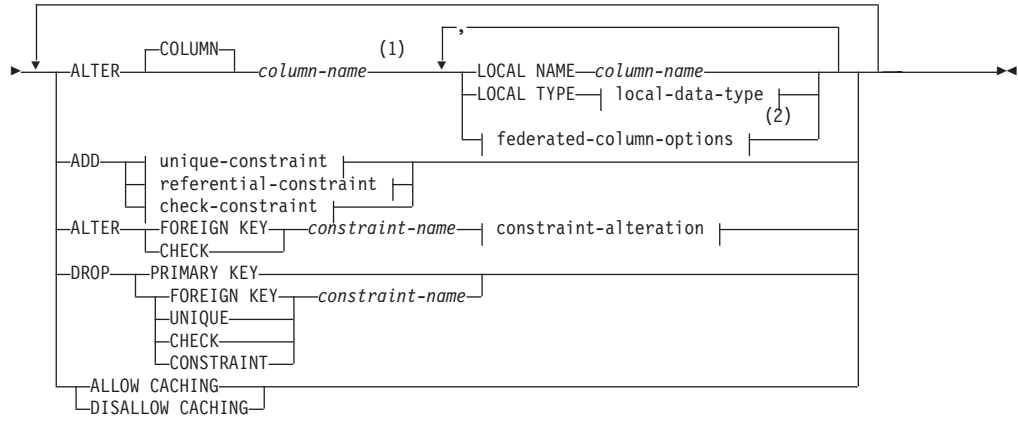 ,
COLUMN (1)
ALTER column-name LOCAL NAME column-name
LOCAL TYPE local-data-type
(2)
federated-column-options
ADD unique-constraint
referential-constraint
check-constraint
ALTER FOREIGN KEY constraint-name constraint-alteration
CHECK
DROP PRIMARY KEY
FOREIGN KEY constraint-name
UNIQUE
CHECK
CONSTRAINT
ALLOW CACHING
DISALLOW CACHING